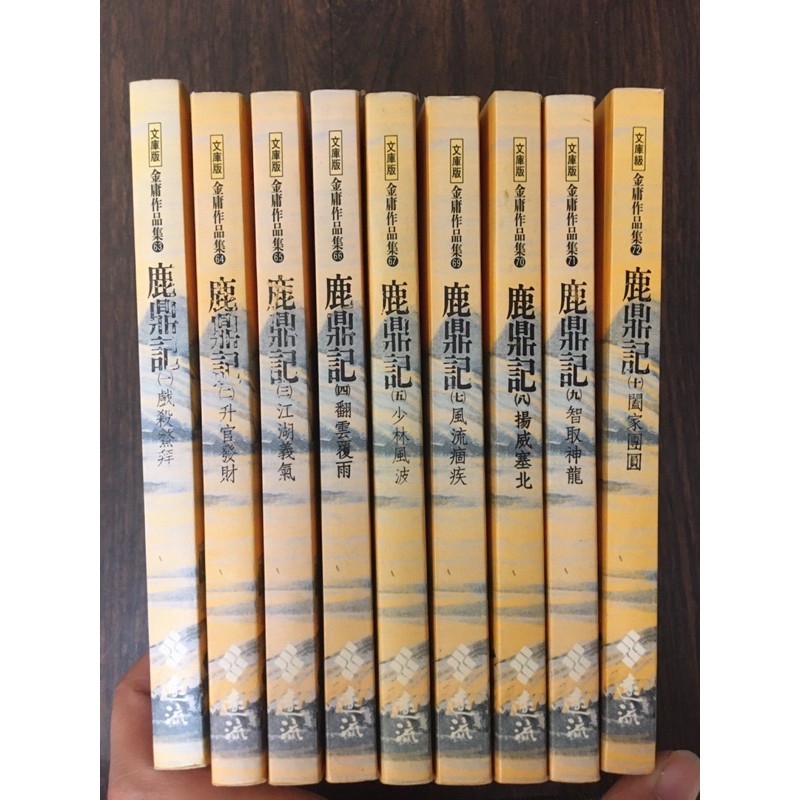 文庫版 金庸作品集63 鹿鼎記(一)戲殺鰲拜 遠流
文庫版 金庸作品集64 鹿鼎記(二)升官發財 遠流
文庫版 金庸作品集65 鹿鼎記(三)江湖義氣 遠流
文庫版 金庸作品集66 鹿鼎記(四)翻雲覆雨 遠流
文庫版 金庸作品集67 鹿鼎記(五)少林風波 遠流
文庫版 金庸作品集69 鹿鼎記(七)風流痼疾 遠流
文庫版 金庸作品集70 鹿鼎記(八)揚威塞北 遠流
文庫版 金庸作品集71 鹿鼎記(九)智取神龍 遠流
文庫級 金庸作品集72 鹿鼎記(十)闔家團圓 遠流